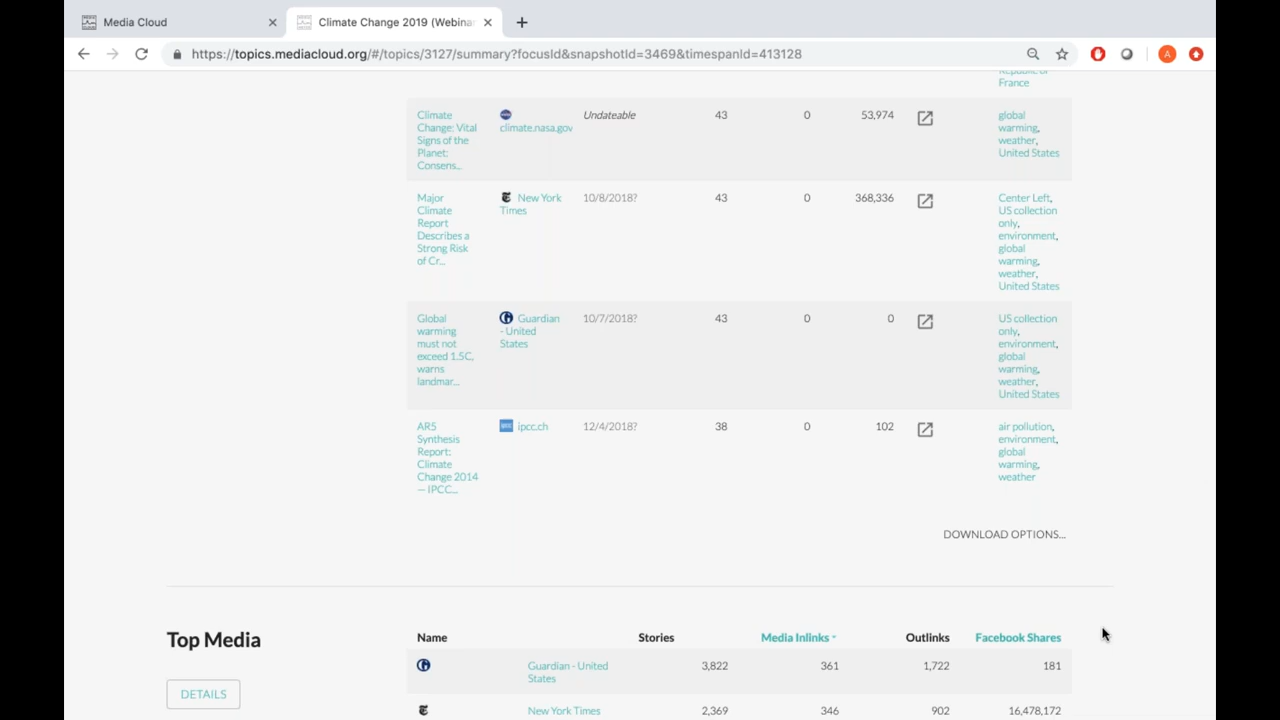 Media Cloud
Climate Change 2019 (Webina
https://topics.mediacloud.org/#/topics/3127/summary?focusId&snapshotId=3469&timespanId=413128
A
Republic of
France
Climate
Change: Vital
Signs of the
Planet:
Consens...
climate.nasa.gov
Undateable
43
0
53,974
global
warming,
weather,
United States
Major
Climate
Report
Describes a
Strong Risk
of Cr...
New York
Times
10/8/2018?
43
0
368,336
Center Left,
US collection
only,
environment,
global
warming,
weather,
United States
Global
warming
must not
exceed 1.5C,
warns
landmar...
Guardian
- United
States
10/7/2018?
43
0
0
US collection
only,
environment,
global
warming,
weather,
United States
AR5
Synthesis
Report:
Climate
Change 2014
— IPCC...
ipcc.ch
12/4/2018?
38
0
102
air pollution,
environment,
global
warming,
weather
DOWNLOAD OPTIONS...
Top Media
DETAILS
Name
Stories
Media Inlinks
Outlinks
Facebook Shares
Guardian - United
States
3,822
361
1,722
181
New York Times
2,369
346
902
16,478,172